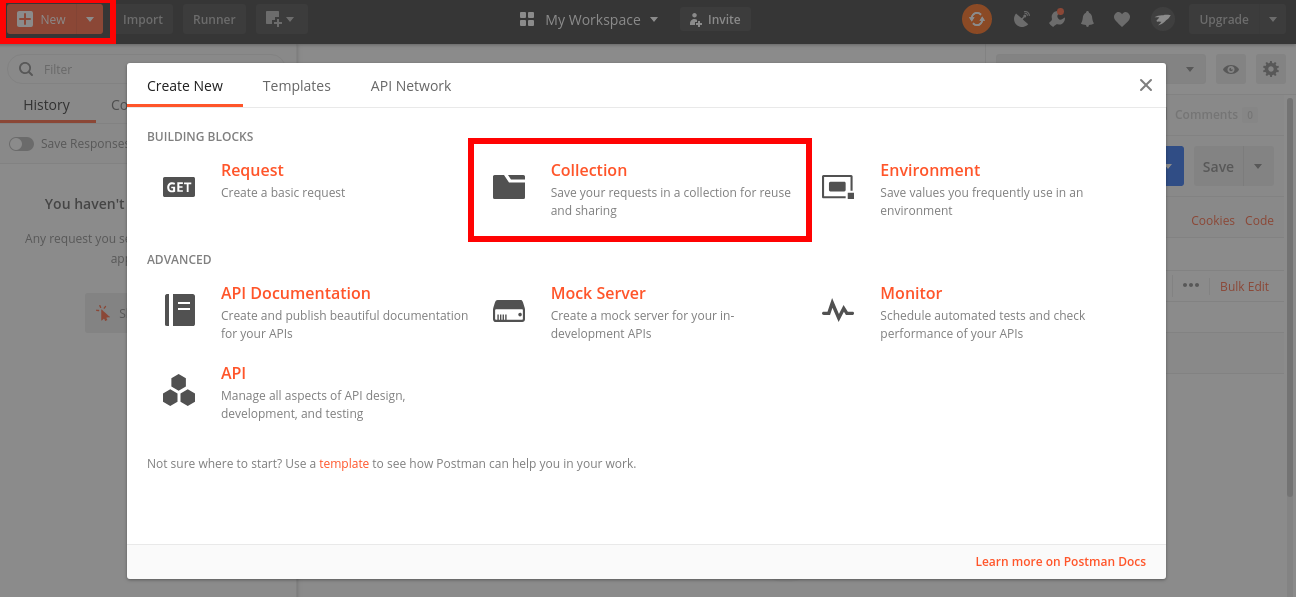 New
Import
Runner
My Workspace
Invite
Upgrade
Filter
History
Co
Save Responses
You haven't
Any request you se
app
S
Comments 0
Save
Cookies Code
Bulk Edit
Create New Templates API Network
BUILDING BLOCKS
GET
Request
Create a basic request
Collection
Save your requests in a collection for reuse
and sharing
Environment
Save values you frequently use in an
environment
ADVANCED
API Documentation
Create and publish beautiful documentation
for your APIs
Mock Server
Create a mock server for your in-
development APIs
Monitor
Schedule automated tests and check
performance of your APIs
API
Manage all aspects of API design,
development, and testing
Not sure where to start? Use a template to see how Postman can help you in your work.
Learn more on Postman Docs